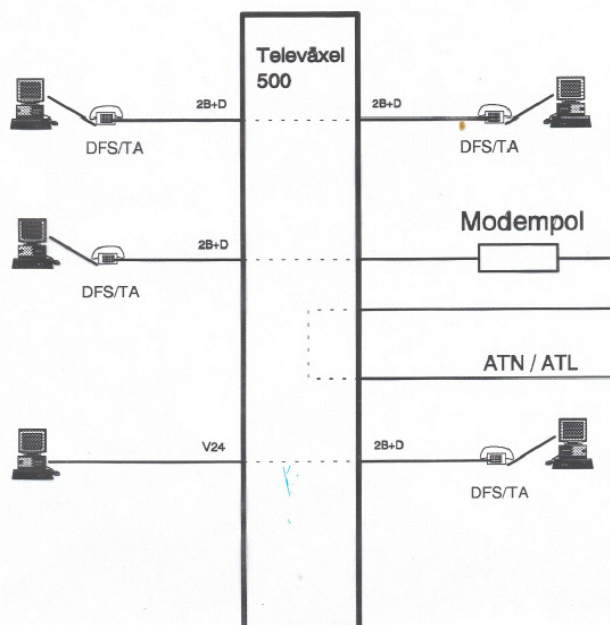 Televäxel
500
2B+D
2B+D
DFS/TA
DFS/TA
Modempol
2B+D
DFS/TA
ATN / ATL
V24
2B+D
DFS/TA